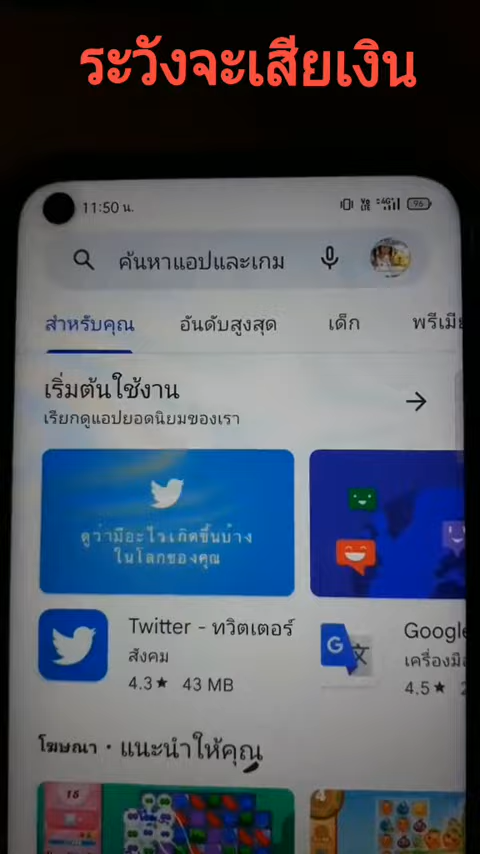 ระวังจะเสียเงิน
11:50 น.
96
ค้นหาแอปและเกม
สำหรับคุณ อันดับสูงสุด เด็ก
เริ่มต้นใช้งาน
เรียกดูแอปยอดนิยมของเรา
ดูว่ามีอะไรเกิดขึ้นบ้าง
ในโลกของคุณ
Twitter - ทวิตเตอร์
สังคม
4.3★ 43 MB
Google
4.5★
โฆษณา · แนะนำให้คุณ
15